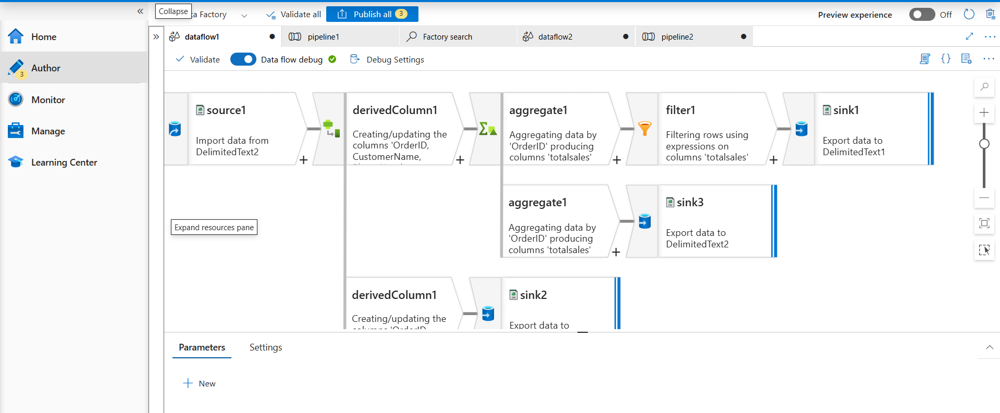 Collapse
ta Factory
Validate all
Publish all 3
Preview experience
Off
Home
Author
3
Monitor
Manage
Learning Center
dataflow1
pipeline1
Factory search
dataflow2
pipeline2
Validate
Data flow debug
Debug Settings
source1
Import data from
DelimitedText2
derivedColumn1
Creating/updating the
columns 'OrderID,
CustomerName,
aggregate1
Aggregating data by
'OrderID' producing
columns 'totalsales'
filter1
Filtering rows using
expressions on
columns 'totalsales'
sink1
Export data to
DelimitedText1
aggregate1
Aggregating data by
'OrderID' producing
columns 'totalsales'
sink3
Export data to
DelimitedText2
Expand resources pane
derivedColumn1
Creating/updating the
columns 'OrderID
sink2
Export data to
Parameters
Settings
New